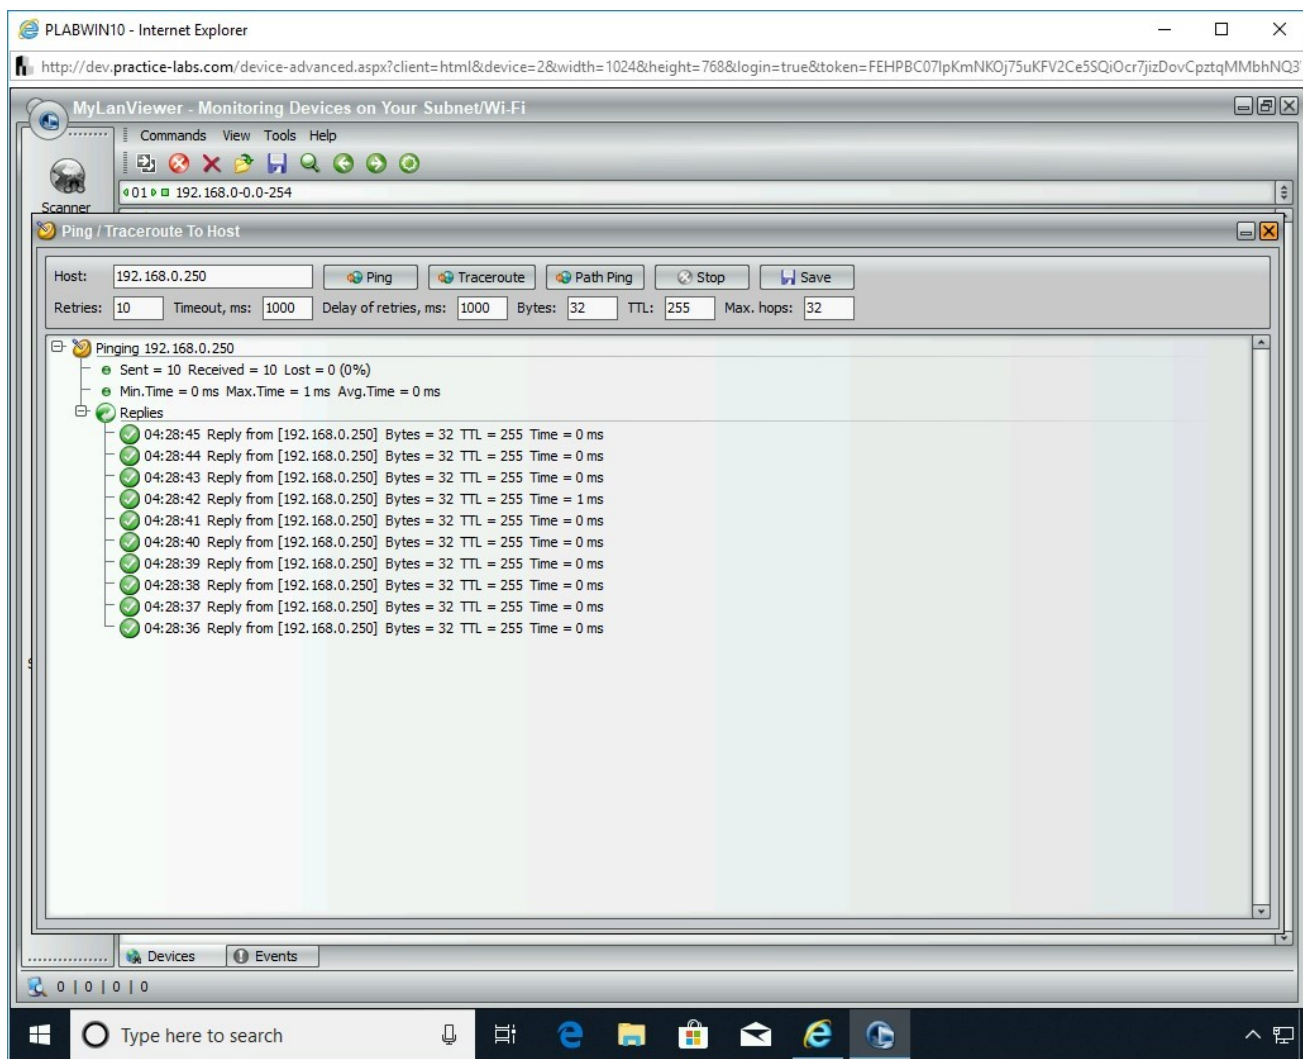 PLABWIN10 - Internet Explorer
http://dev.practice-labs.com/device-advanced.aspx?client=html&device=2&width=1024&height=768&login=true&token=FEHPBC07IpKmNKOj75uKFV2Ce5SQiOcr7jizDovCpztqMMbhNQ3
MyLanViewer - Monitoring Devices on Your Subnet/Wi-Fi
Commands View Tools Help
01 192.168.0-0.0-254
Scanner
Ping / Traceroute To Host
Host: 192.168.0.250 Ping Traceroute Path Ping Stop Save
Retries: 10 Timeout, ms: 1000 Delay of retries, ms: 1000 Bytes: 32 TTL: 255 Max. hops: 32
Pinging 192.168.0.250
Sent = 10 Received = 10 Lost = 0 (0%)
Min.Time = 0 ms Max.Time = 1 ms Avg.Time = 0 ms
Replies
04:28:45 Reply from [192.168.0.250] Bytes = 32 TTL = 255 Time = 0 ms
04:28:44 Reply from [192.168.0.250] Bytes = 32 TTL = 255 Time = 0 ms
04:28:43 Reply from [192.168.0.250] Bytes = 32 TTL = 255 Time = 0 ms
04:28:42 Reply from [192.168.0.250] Bytes = 32 TTL = 255 Time = 1 ms
04:28:41 Reply from [192.168.0.250] Bytes = 32 TTL = 255 Time = 0 ms
04:28:40 Reply from [192.168.0.250] Bytes = 32 TTL = 255 Time = 0 ms
04:28:39 Reply from [192.168.0.250] Bytes = 32 TTL = 255 Time = 0 ms
04:28:38 Reply from [192.168.0.250] Bytes = 32 TTL = 255 Time = 0 ms
04:28:37 Reply from [192.168.0.250] Bytes = 32 TTL = 255 Time = 0 ms
04:28:36 Reply from [192.168.0.250] Bytes = 32 TTL = 255 Time = 0 ms
Devices Events
0 | 0 | 0 | 0
Type here to search